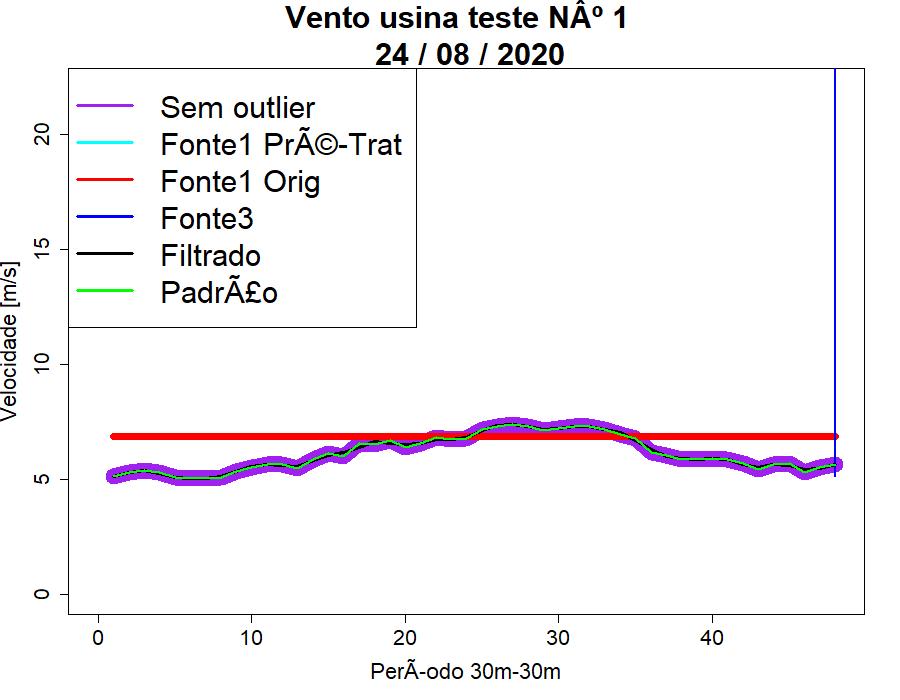 Vento usina teste NÂº 1
24 / 08 / 2020
Sem outlier
Fonte1 PrÃ©-Trat
Fonte1 Orig
Fonte3
Filtrado
PadrÃ£o
Velocidade [m/s]
20
15
10
5
0
0 10 20 30 40
PerÃ-odo 30m-30m